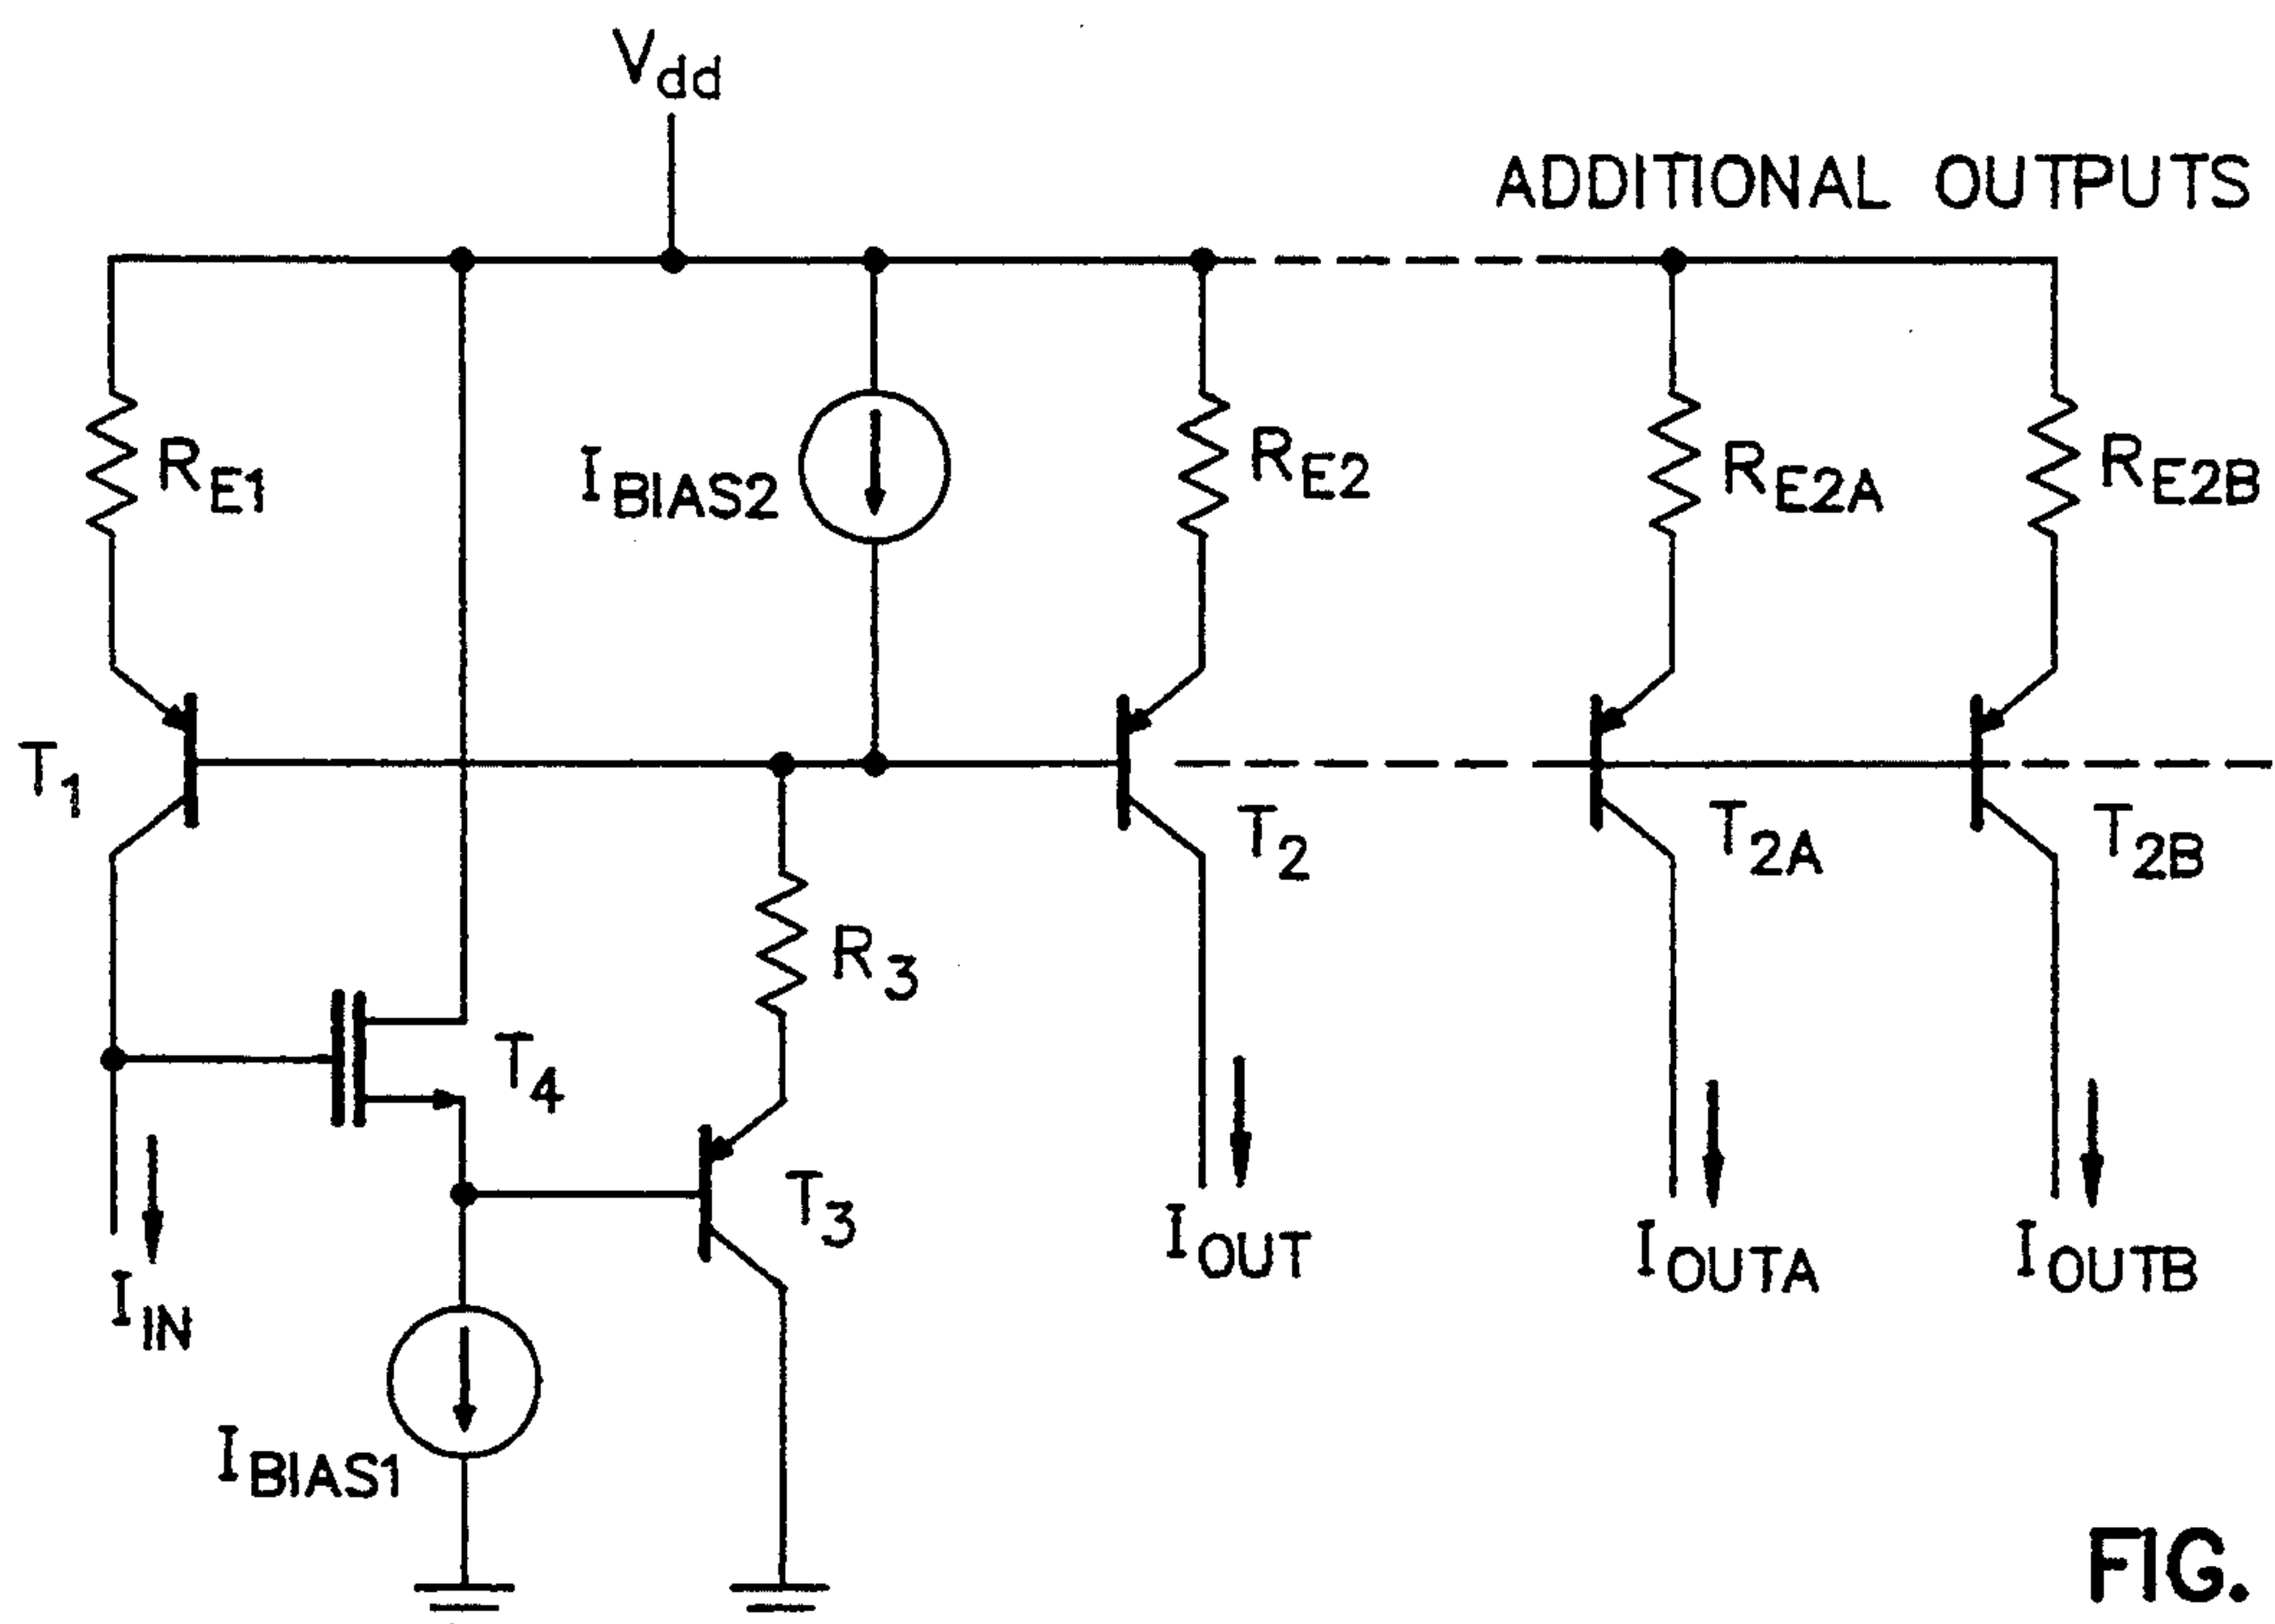 Vdd
ADDITIONAL OUTPUTS
RE1
IBIAS2
RE2
RE2A
RE2B
T1
T2
T2A
T2B
R3
T4
T3
IIN
IOUT
IOUTA
IOUTB
IBIAS1
FIG.